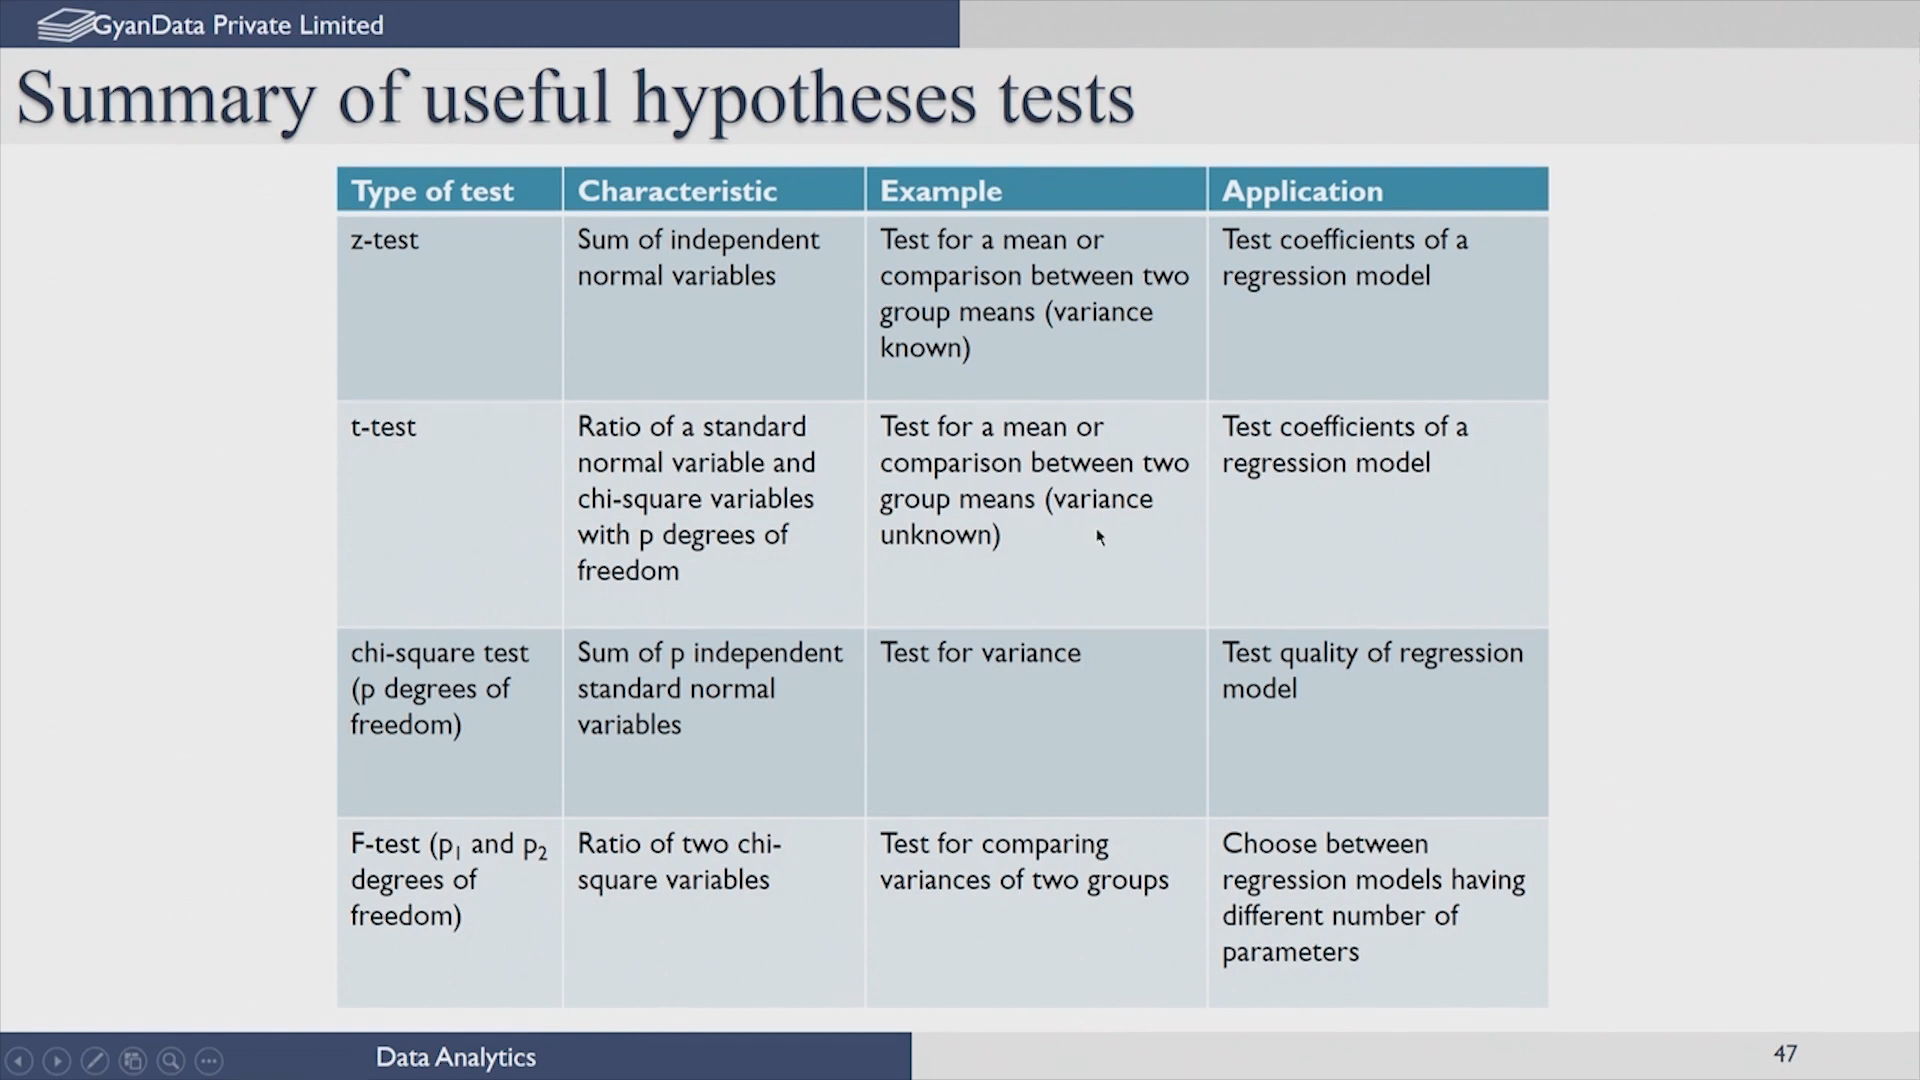 GyanData Private Limited
Summary of useful hypotheses tests
Type of test
Characteristic
Example
Application
z-test
Sum of independent
normal variables
Test for a mean or
comparison between two
group means (variance
known)
Test coefficients of a
regression model
t-test
Ratio of a standard
normal variable and
chi-square variables
with p degrees of
freedom
Test for a mean or
comparison between two
group means (variance
unknown)
Test coefficients of a
regression model
chi-square test
(p degrees of
freedom)
Sum of p independent
standard normal
variables
Test for variance
Test quality of regression
model
F-test (p₁ and p₂
degrees of
freedom)
Ratio of two chi-
square variables
Test for comparing
variances of two groups
Choose between
regression models having
different number of
parameters
Data Analytics
47